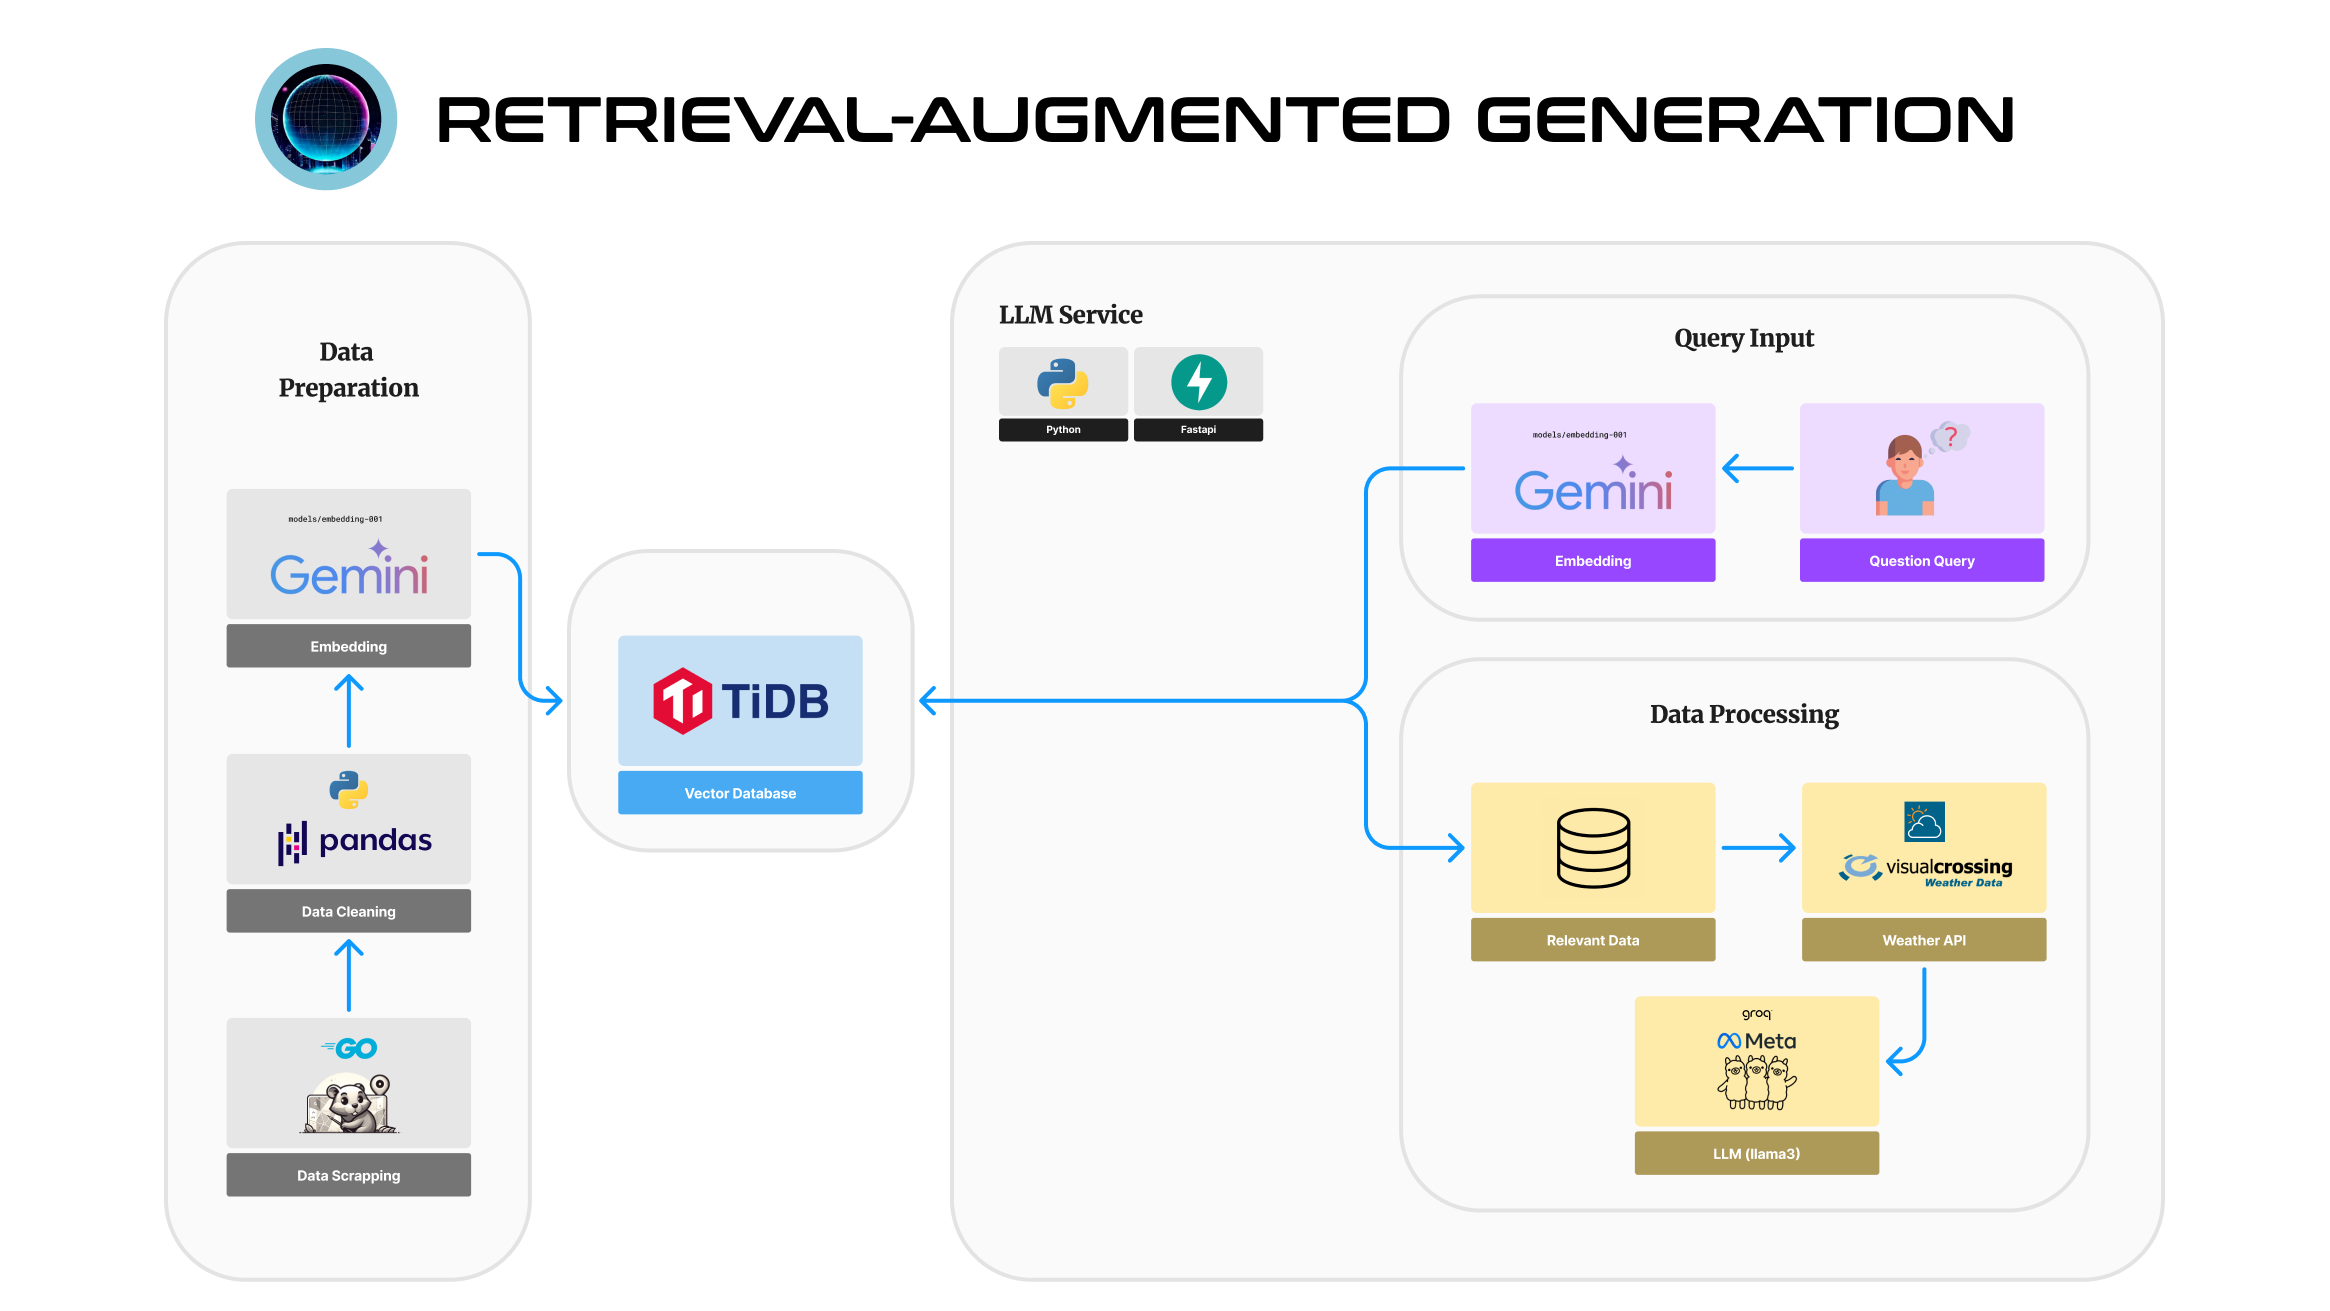 RETRIEVAL-AUGMENTED GENERATION
Data
Preparation
models/embedding-001
Gemini
Embedding
pandas
Data Cleaning
GO
Data Scrapping
TiDB
Vector Database
LLM Service
Python
Fastapi
Query Input
models/embedding-001
Gemini
Embedding
?
Question Query
Data Processing
Relevant Data
visualcrossing
Weather Data
Weather API
groq
Meta
LLM (llama3)